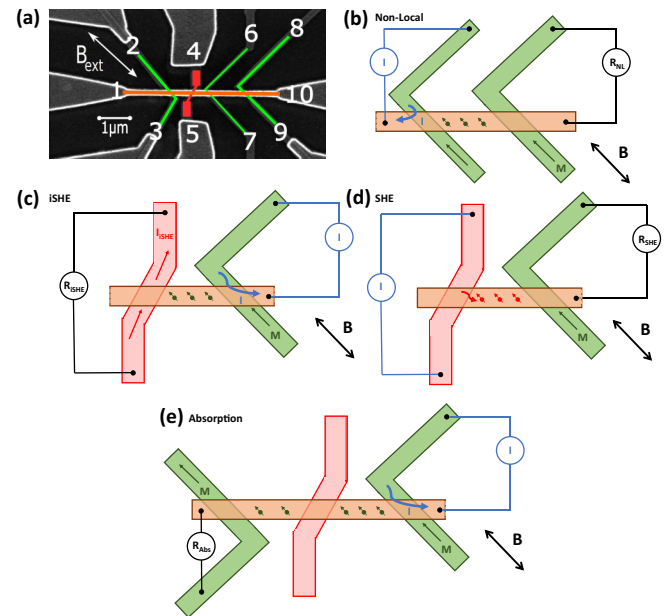 (a)
B_ext
1
2
3
4
5
6
7
8
9
10
1μm
(b) Non-Local
I
I
M
R_NL
B
(c) iSHE
R_iSHE
I_iSHE
I
I
M
B
(d) SHE
I
R_SHE
M
B
(e) Absorption
M
R_Abs
I
I
M
B